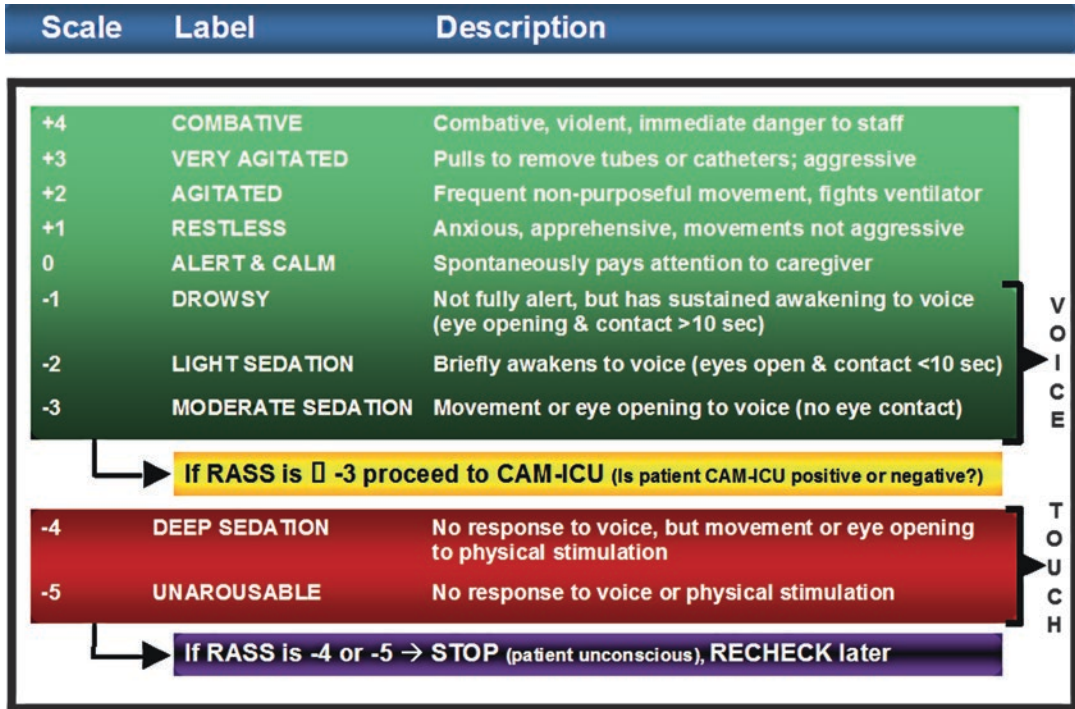 Scale Label Description
+4 COMBATIVE Combative, violent, immediate danger to staff
+3 VERY AGITATED Pulls to remove tubes or catheters; aggressive
+2 AGITATED Frequent non-purposeful movement, fights ventilator
+1 RESTLESS Anxious, apprehensive, movements not aggressive
0 ALERT & CALM Spontaneously pays attention to caregiver
-1 DROWSY Not fully alert, but has sustained awakening to voice
(eye opening & contact >10 sec)
-2 LIGHT SEDATION Briefly awakens to voice (eyes open & contact <10 sec)
-3 MODERATE SEDATION Movement or eye opening to voice (no eye contact)
VOICE
If RASS is ▯ -3 proceed to CAM-ICU (Is patient CAM-ICU positive or negative?)
-4 DEEP SEDATION No response to voice, but movement or eye opening
to physical stimulation
-5 UNAROUSABLE No response to voice or physical stimulation
TOUCH
If RASS is -4 or -5 → STOP (patient unconscious), RECHECK later